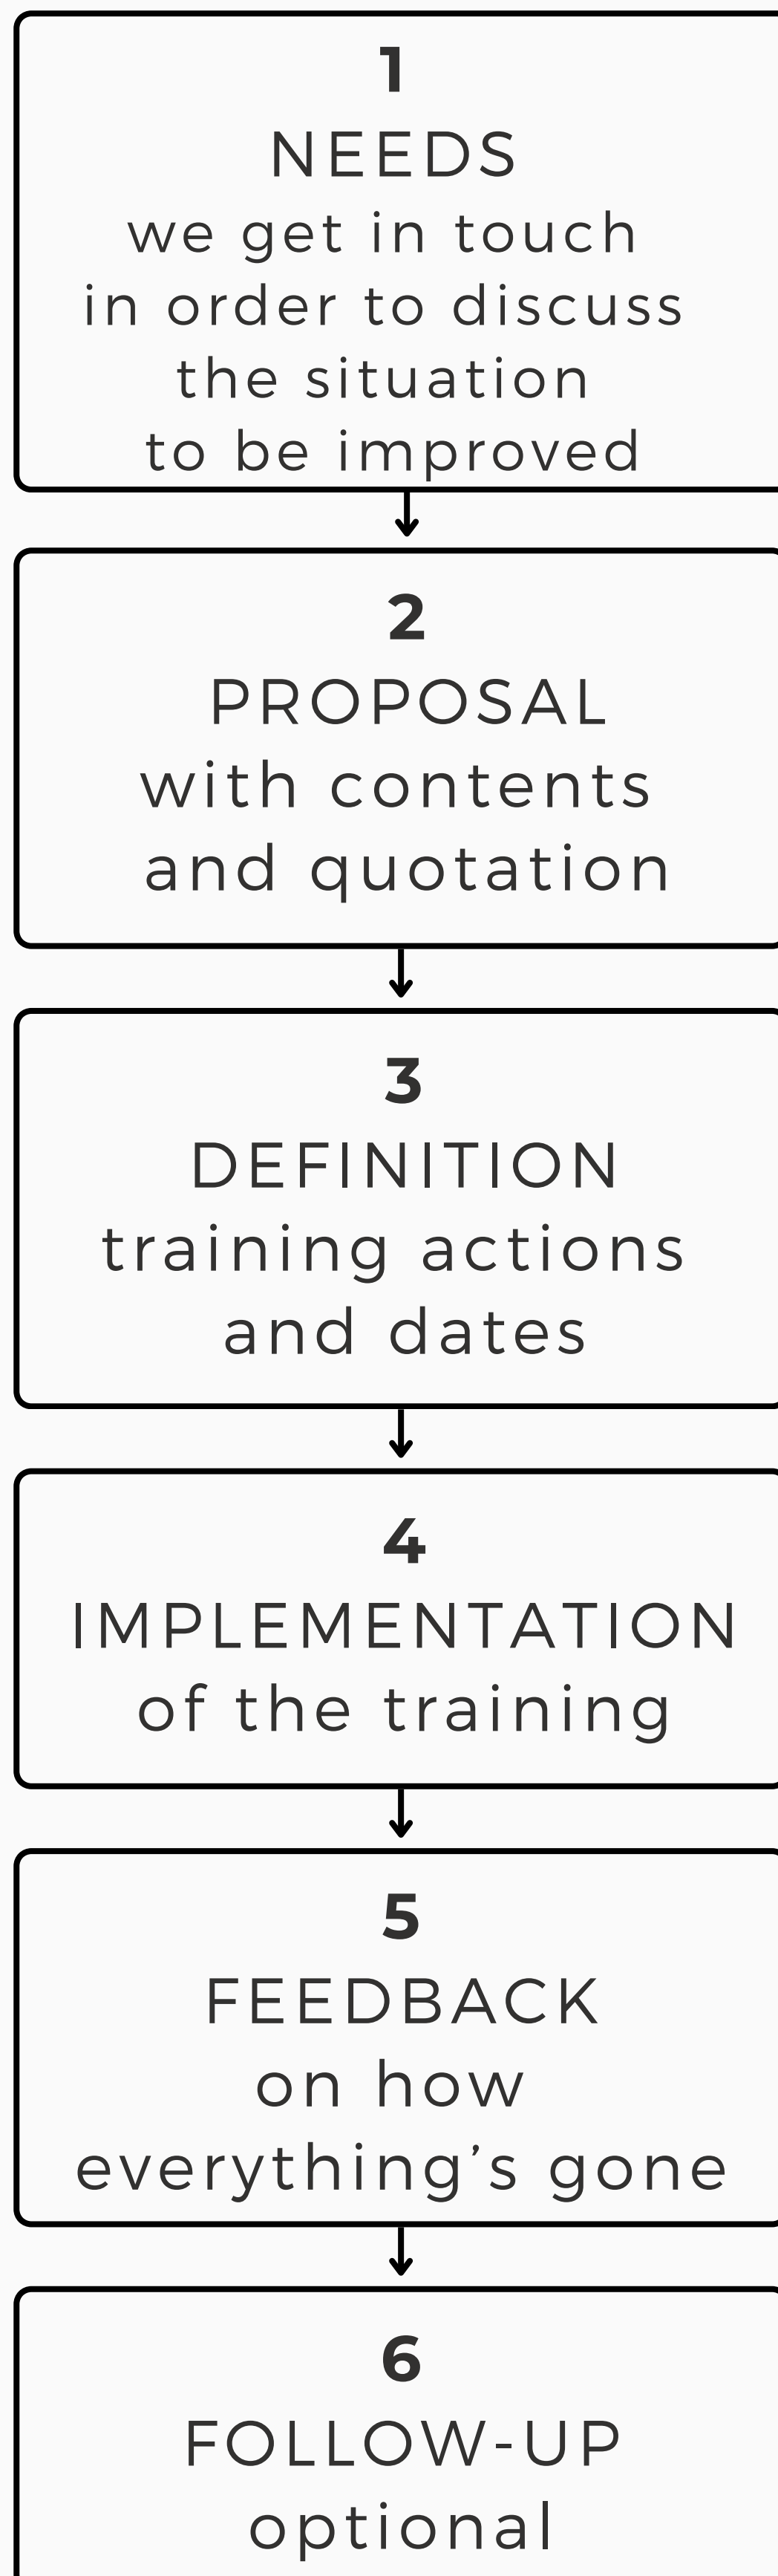 1
NEEDS
we get in touch
in order to discuss
the situation
to be improved
2
PROPOSAL
with contents
and quotation
3
DEFINITION
training actions
and dates
4
IMPLEMENTATION
of the training
5
FEEDBACK
on how
everything’s gone
6
FOLLOW-UP
optional